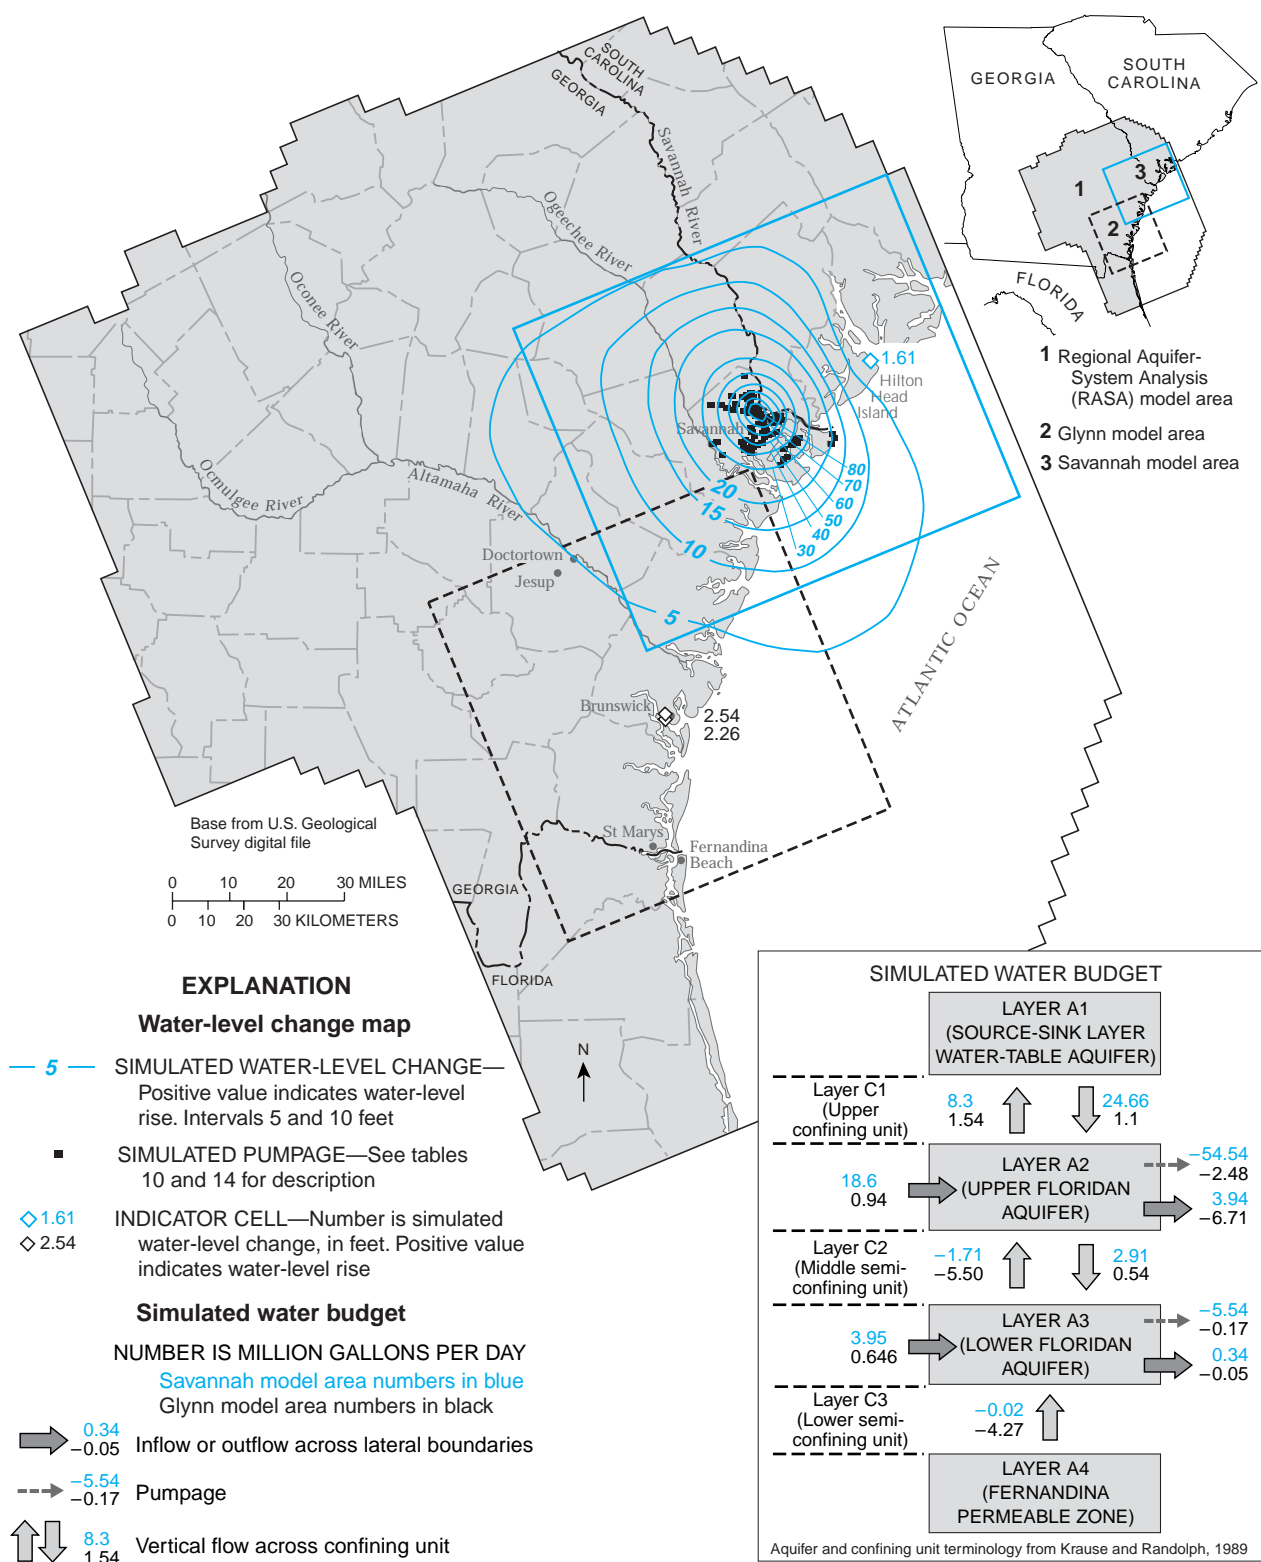 SOUTH
CAROLINA
GEORGIA
Savannah River
Ogeechee River
Oconee River
Ocmulgee River
Altamaha River
1.61
Hilton
Head
Island
Savannah
80
70
60
50
40
30
20
15
10
5
Doctortown
Jesup
Brunswick
2.54
2.26
ATLANTIC OCEAN
St Marys
Fernandina
Beach
GEORGIA
FLORIDA
GEORGIA
SOUTH
CAROLINA
FLORIDA
1
2
3
1 Regional Aquifer-
System Analysis
(RASA) model area
2 Glynn model area
3 Savannah model area
Base from U.S. Geological
Survey digital file
0 10 20 30 MILES
0 10 20 30 KILOMETERS
N
EXPLANATION
Water-level change map
5 SIMULATED WATER-LEVEL CHANGE—
Positive value indicates water-level
rise. Intervals 5 and 10 feet
SIMULATED PUMPAGE—See tables
10 and 14 for description
1.61 INDICATOR CELL—Number is simulated
2.54 water-level change, in feet. Positive value
indicates water-level rise
Simulated water budget
NUMBER IS MILLION GALLONS PER DAY
Savannah model area numbers in blue
Glynn model area numbers in black
0.34
−0.05 Inflow or outflow across lateral boundaries
−5.54
−0.17 Pumpage
8.3
1.54 Vertical flow across confining unit
SIMULATED WATER BUDGET
LAYER A1
(SOURCE-SINK LAYER
WATER-TABLE AQUIFER)
Layer C1
(Upper
confining unit)
8.3
1.54
24.66
1.1
18.6
0.94
LAYER A2
(UPPER FLORIDAN
AQUIFER)
−54.54
−2.48
3.94
−6.71
Layer C2
(Middle semi-
confining unit)
−1.71
−5.50
2.91
0.54
3.95
0.646
LAYER A3
(LOWER FLORIDAN
AQUIFER)
−5.54
−0.17
0.34
−0.05
Layer C3
(Lower semi-
confining unit)
−0.02
−4.27
LAYER A4
(FERNANDINA
PERMEABLE ZONE)
Aquifer and confining unit terminology from Krause and Randolph, 1989